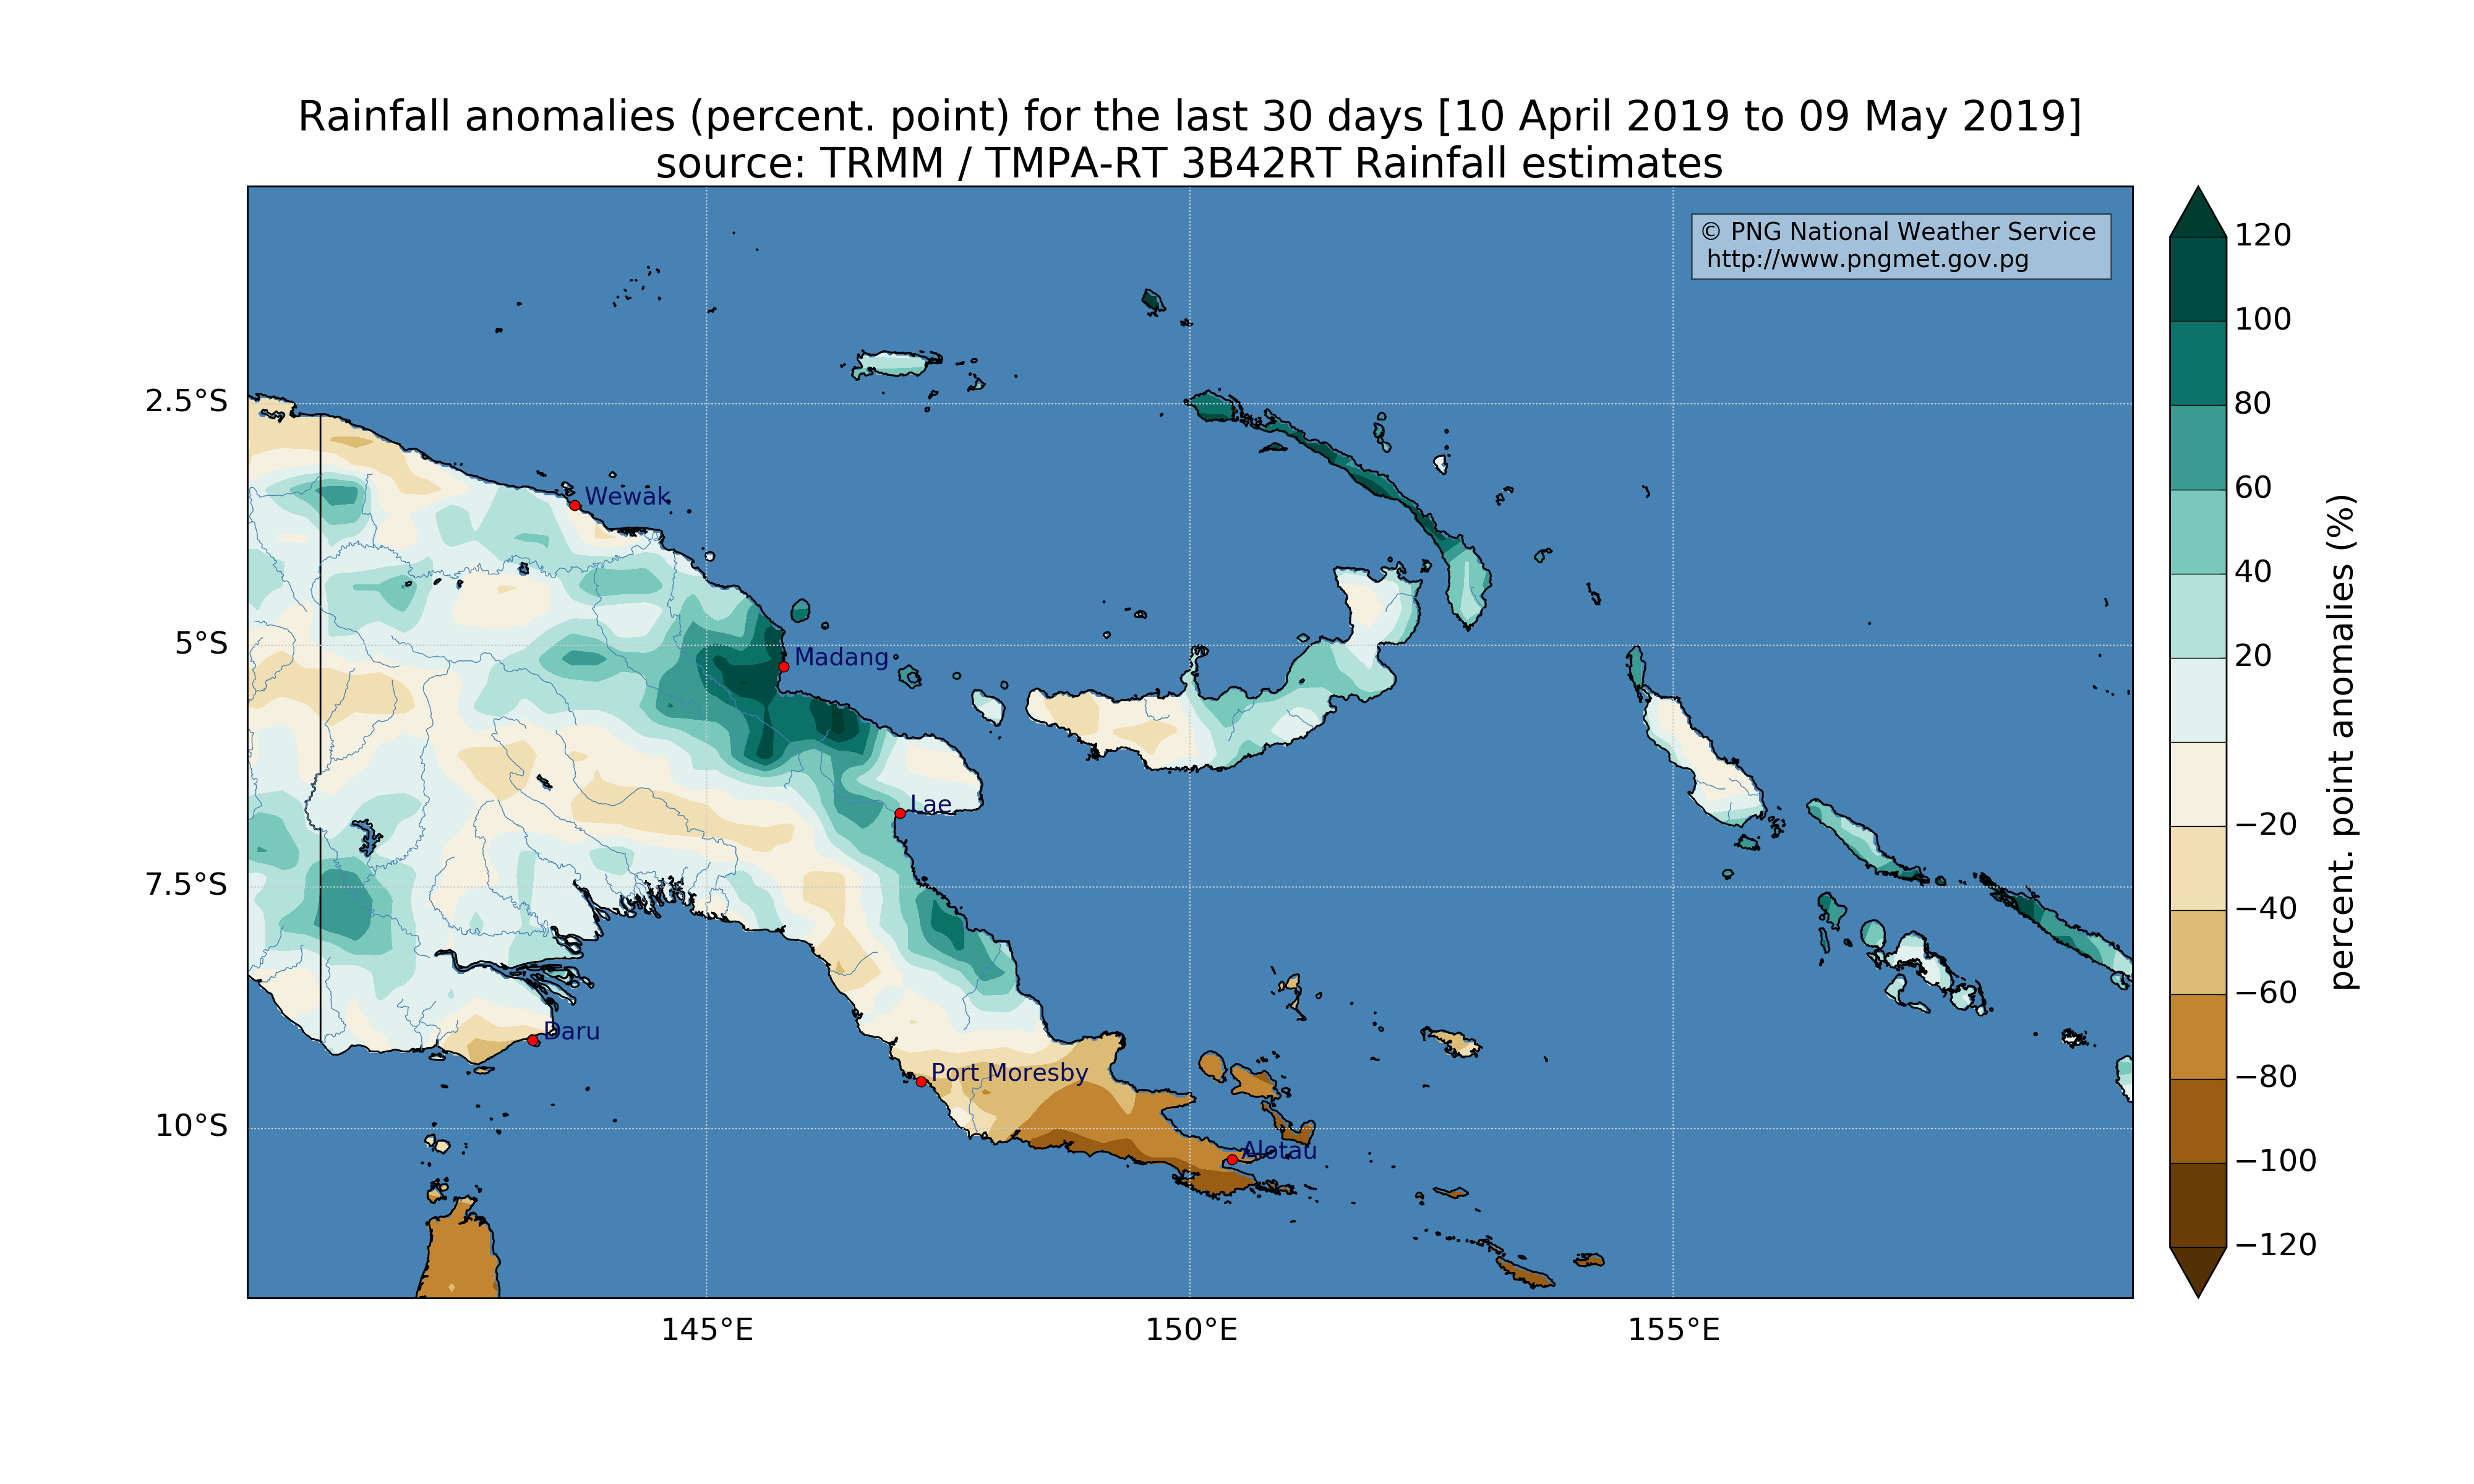 Rainfall anomalies (percent. point) for the last 30 days [10 April 2019 to 09 May 2019]
source: TRMM / TMPA-RT 3B42RT Rainfall estimates
© PNG National Weather Service
http://www.pngmet.gov.pg
2.5°S
5°S
7.5°S
10°S
Wewak
Madang
Lae
Daru
Port Moresby
Alotau
145°E
150°E
155°E
120
100
80
60
40
20
−20
−40
−60
−80
−100
−120
percent. point anomalies (%)